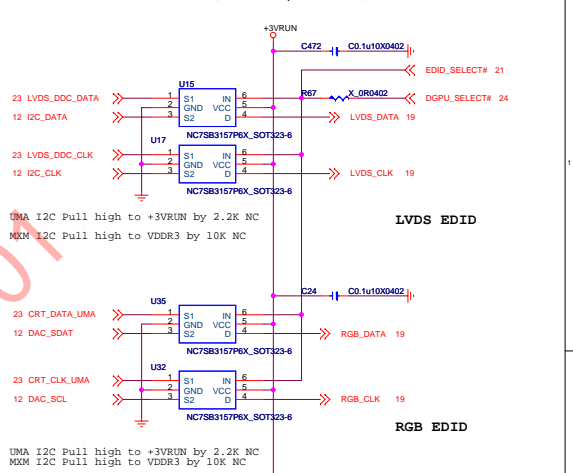 +3VRUN
C472 C0.1u10X0402
EDID_SELECT# 21
U15
R67 X_0R0402
DGPU_SELECT# 24
23 LVDS_DDC_DATA 1 S1 IN 6
2 GND VCC 5
12 I2C_DATA 3 S2 D 4 LVDS_DATA 19
NC7SB3157P6X_SOT323-6
U17
23 LVDS_DDC_CLK 1 S1 IN 6
2 GND VCC 5
12 I2C_CLK 3 S2 D 4 LVDS_CLK 19
NC7SB3157P6X_SOT323-6
1
UMA I2C Pull high to +3VRUN by 2.2K NC
LVDS EDID
MXM I2C Pull high to VDDR3 by 10K NC
01
C24 C0.1u10X0402
U35
23 CRT_DATA_UMA 1 S1 IN 6
2 GND VCC 5
12 DAC_SDAT 3 S2 D 4 RGB_DATA 19
NC7SB3157P6X_SOT323-6
U32
23 CRT_CLK_UMA 1 S1 IN 6
2 GND VCC 5
12 DAC_SCL 3 S2 D 4 RGB_CLK 19
NC7SB3157P6X_SOT323-6
RGB EDID
UMA I2C Pull high to +3VRUN by 2.2K NC
MXM I2C Pull high to VDDR3 by 10K NC